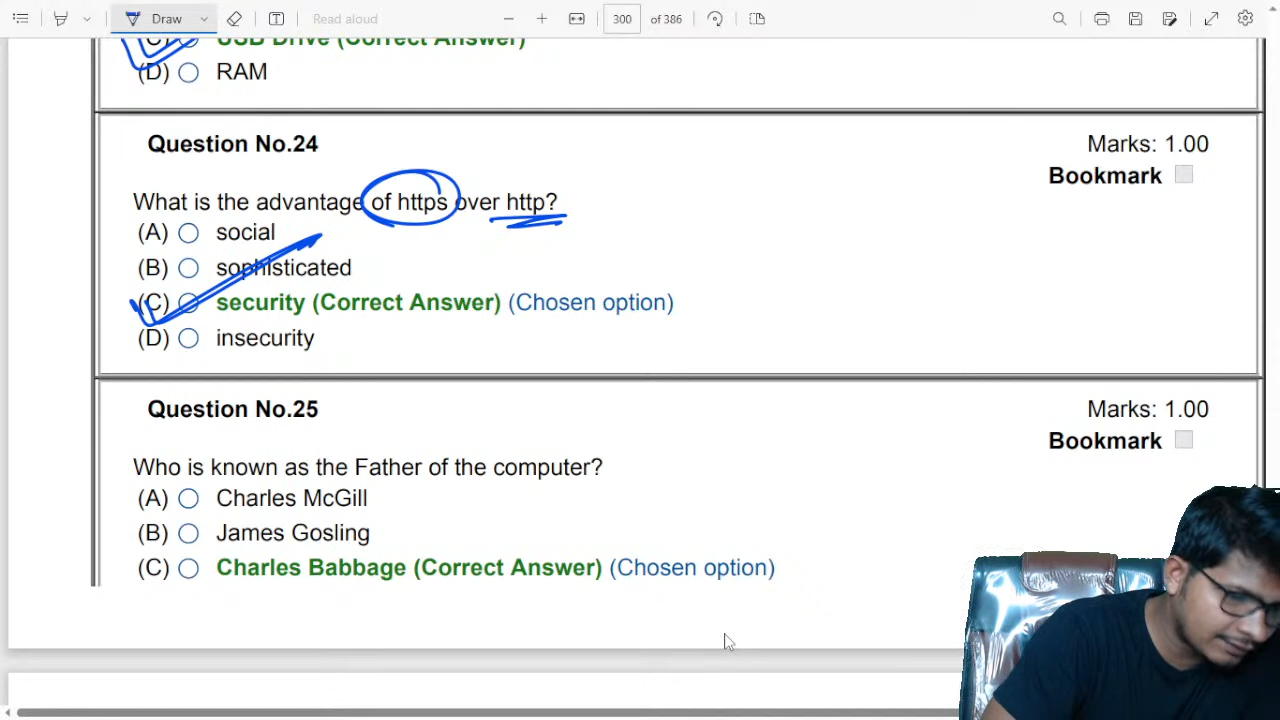 Draw
Read aloud
300 of 386
(C) USB Drive (Correct Answer)
(D) RAM
Question No.24
Marks: 1.00
Bookmark
What is the advantage of https over http?
(A) social
(B) sophisticated
(C) security (Correct Answer) (Chosen option)
(D) insecurity
Question No.25
Marks: 1.00
Bookmark
Who is known as the Father of the computer?
(A) Charles McGill
(B) James Gosling
(C) Charles Babbage (Correct Answer) (Chosen option)